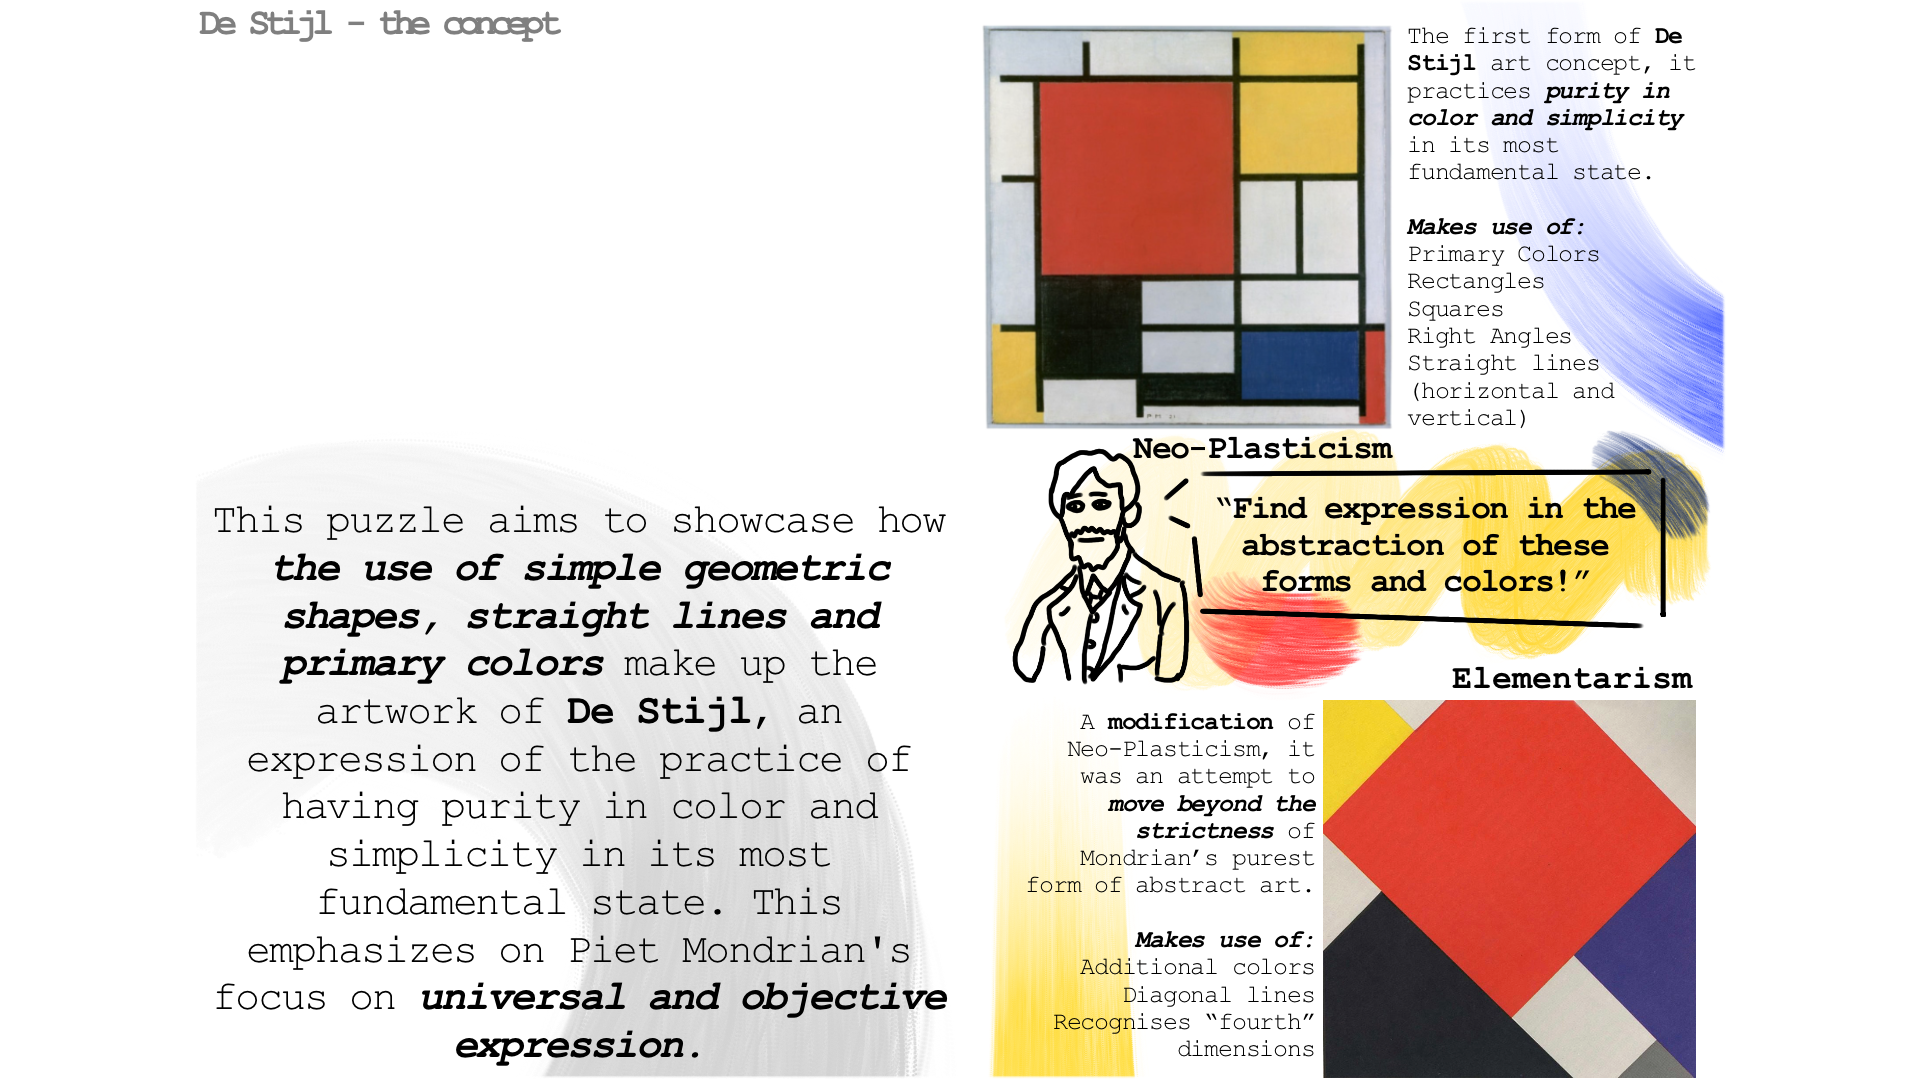 De Stijl - the concept
This puzzle aims to showcase how
the use of simple geometric
shapes, straight lines and
primary colors make up the
artwork of De Stijl, an
expression of the practice of
having purity in color and
simplicity in its most
fundamental state. This
emphasizes on Piet Mondrian's
focus on universal and objective
expression.
The first form of De
Stijl art concept, it
practices purity in
color and simplicity
in its most
fundamental state.
Makes use of:
Primary Colors
Rectangles
Squares
Right Angles
Straight lines
(horizontal and
vertical)
Neo-Plasticism
“Find expression in the
abstraction of these
forms and colors!”
Elementarism
A modification of
Neo-Plasticism, it
was an attempt to
move beyond the
strictness of
Mondrian’s purest
form of abstract art.
Makes use of:
Additional colors
Diagonal lines
Recognises “fourth”
dimensions